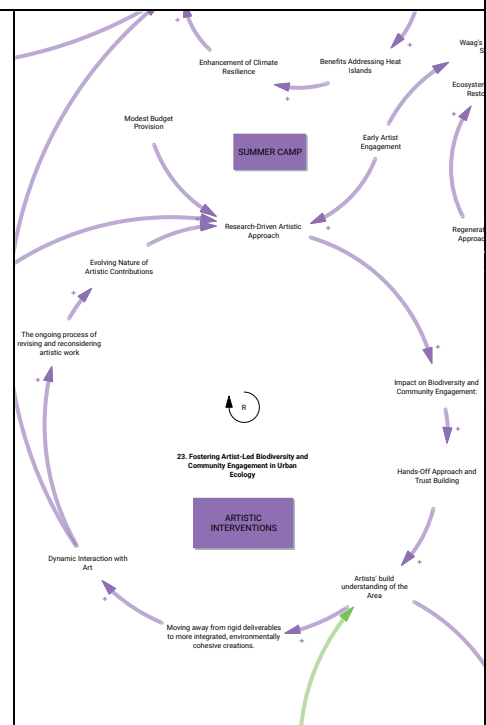 Waag's
S
Enhancement of Climate
Resilience
Benefits Addressing Heat
Islands
+
+
+
Ecosystem
Resto
+
Modest Budget
Provision
SUMMER CAMP
Early Artist
Engagement
+
+
Research-Driven Artistic
Approach
Regenerat
Approac
Evolving Nature of
Artistic Contributions
+
The ongoing process of
revising and reconsidering
artistic work
+
+
Impact on Biodiversity and
Community Engagement:
R
+
23. Fostering Artist-Led Biodiversity and
Community Engagement in Urban
Ecology
Hands-Off Approach and
Trust Building
ARTISTIC
INTERVENTIONS
Dynamic Interaction with
Art
+
Artists' build
understanding of the
Area
+
Moving away from rigid deliverables
to more integrated, environmentally
cohesive creations.
+